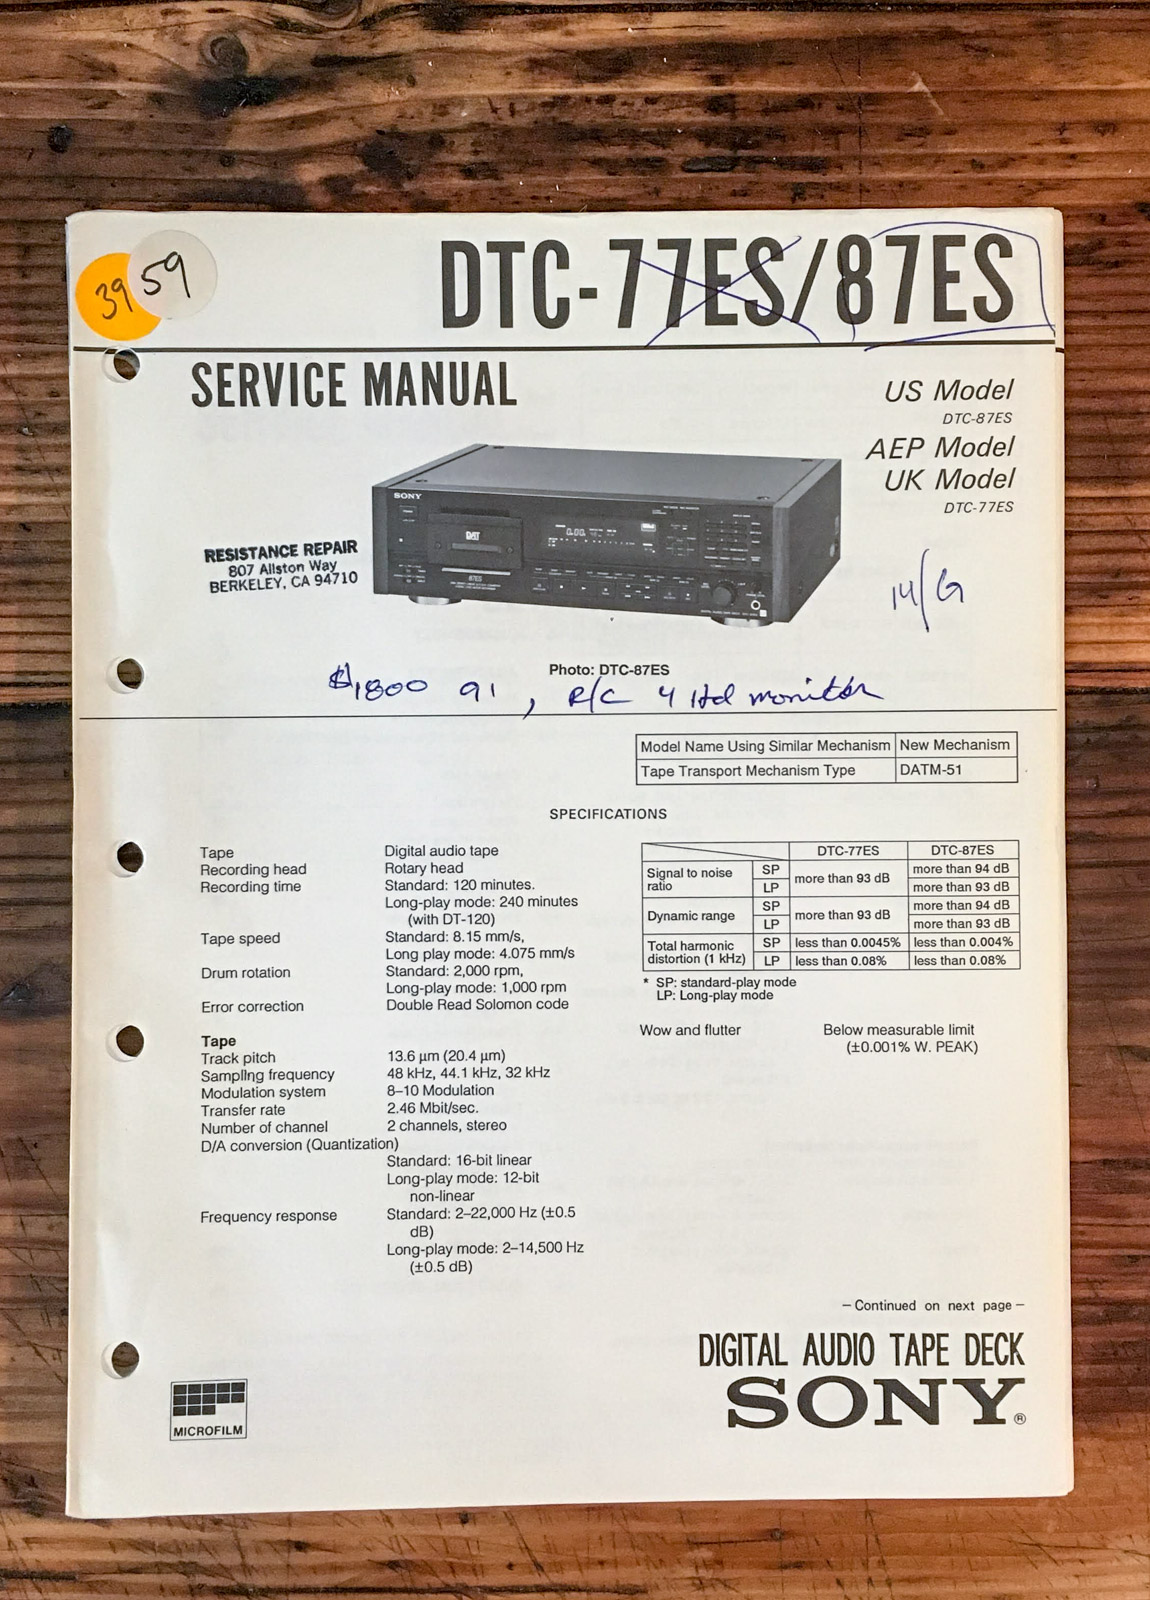 39 59
DTC-77ES/87ES
SERVICE MANUAL
US Model
DTC-87ES
AEP Model
UK Model
DTC-77ES
SONY
DAT
87ES
RESISTANCE REPAIR
807 Allston Way
BERKELEY, CA 94710
14/G
Photo: DTC-87ES
$1800 91, R/C 4 Hd monitor
Model Name Using Similar Mechanism New Mechanism
Tape Transport Mechanism Type DATM-51
SPECIFICATIONS
Tape Digital audio tape
Recording head Rotary head
Recording time Standard: 120 minutes.
Long-play mode: 240 minutes
(with DT-120)
Tape speed Standard: 8.15 mm/s,
Long play mode: 4.075 mm/s
Drum rotation Standard: 2,000 rpm,
Long-play mode: 1,000 rpm
Error correction Double Read Solomon code
Tape
Track pitch 13.6 µm (20.4 µm)
Sampling frequency 48 kHz, 44.1 kHz, 32 kHz
Modulation system 8–10 Modulation
Transfer rate 2.46 Mbit/sec.
Number of channel 2 channels, stereo
D/A conversion (Quantization)
Standard: 16-bit linear
Long-play mode: 12-bit
non-linear
Frequency response Standard: 2–22,000 Hz (±0.5
dB)
Long-play mode: 2–14,500 Hz
(±0.5 dB)
DTC-77ES DTC-87ES
Signal to noise ratio SP more than 93 dB more than 94 dB
LP more than 93 dB
Dynamic range SP more than 93 dB more than 94 dB
LP more than 93 dB
Total harmonic SP less than 0.0045% less than 0.004%
distortion (1 kHz) LP less than 0.08% less than 0.08%
* SP: standard-play mode
LP: Long-play mode
Wow and flutter Below measurable limit
(±0.001% W. PEAK)
– Continued on next page –
DIGITAL AUDIO TAPE DECK
SONY®
MICROFILM